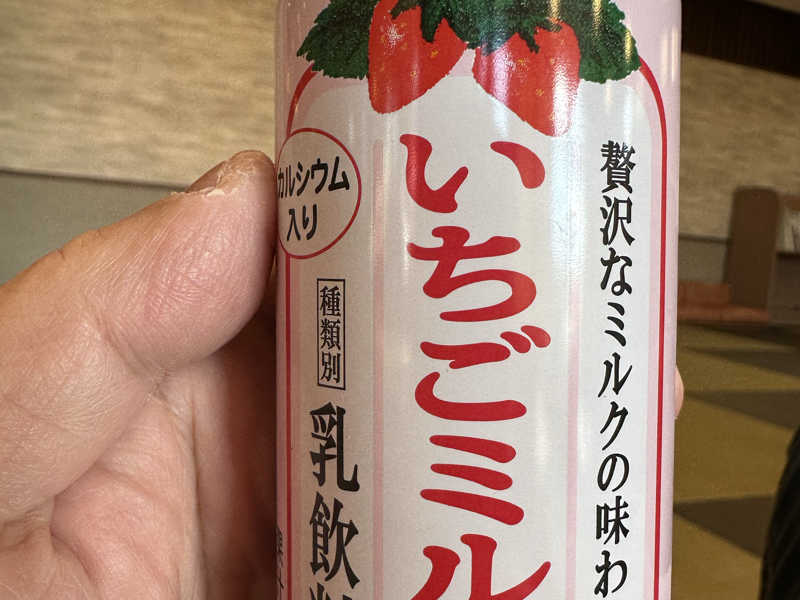 贅沢なミルクの味わ
いちごミル
カルシウム
入り
種類別
乳飲料